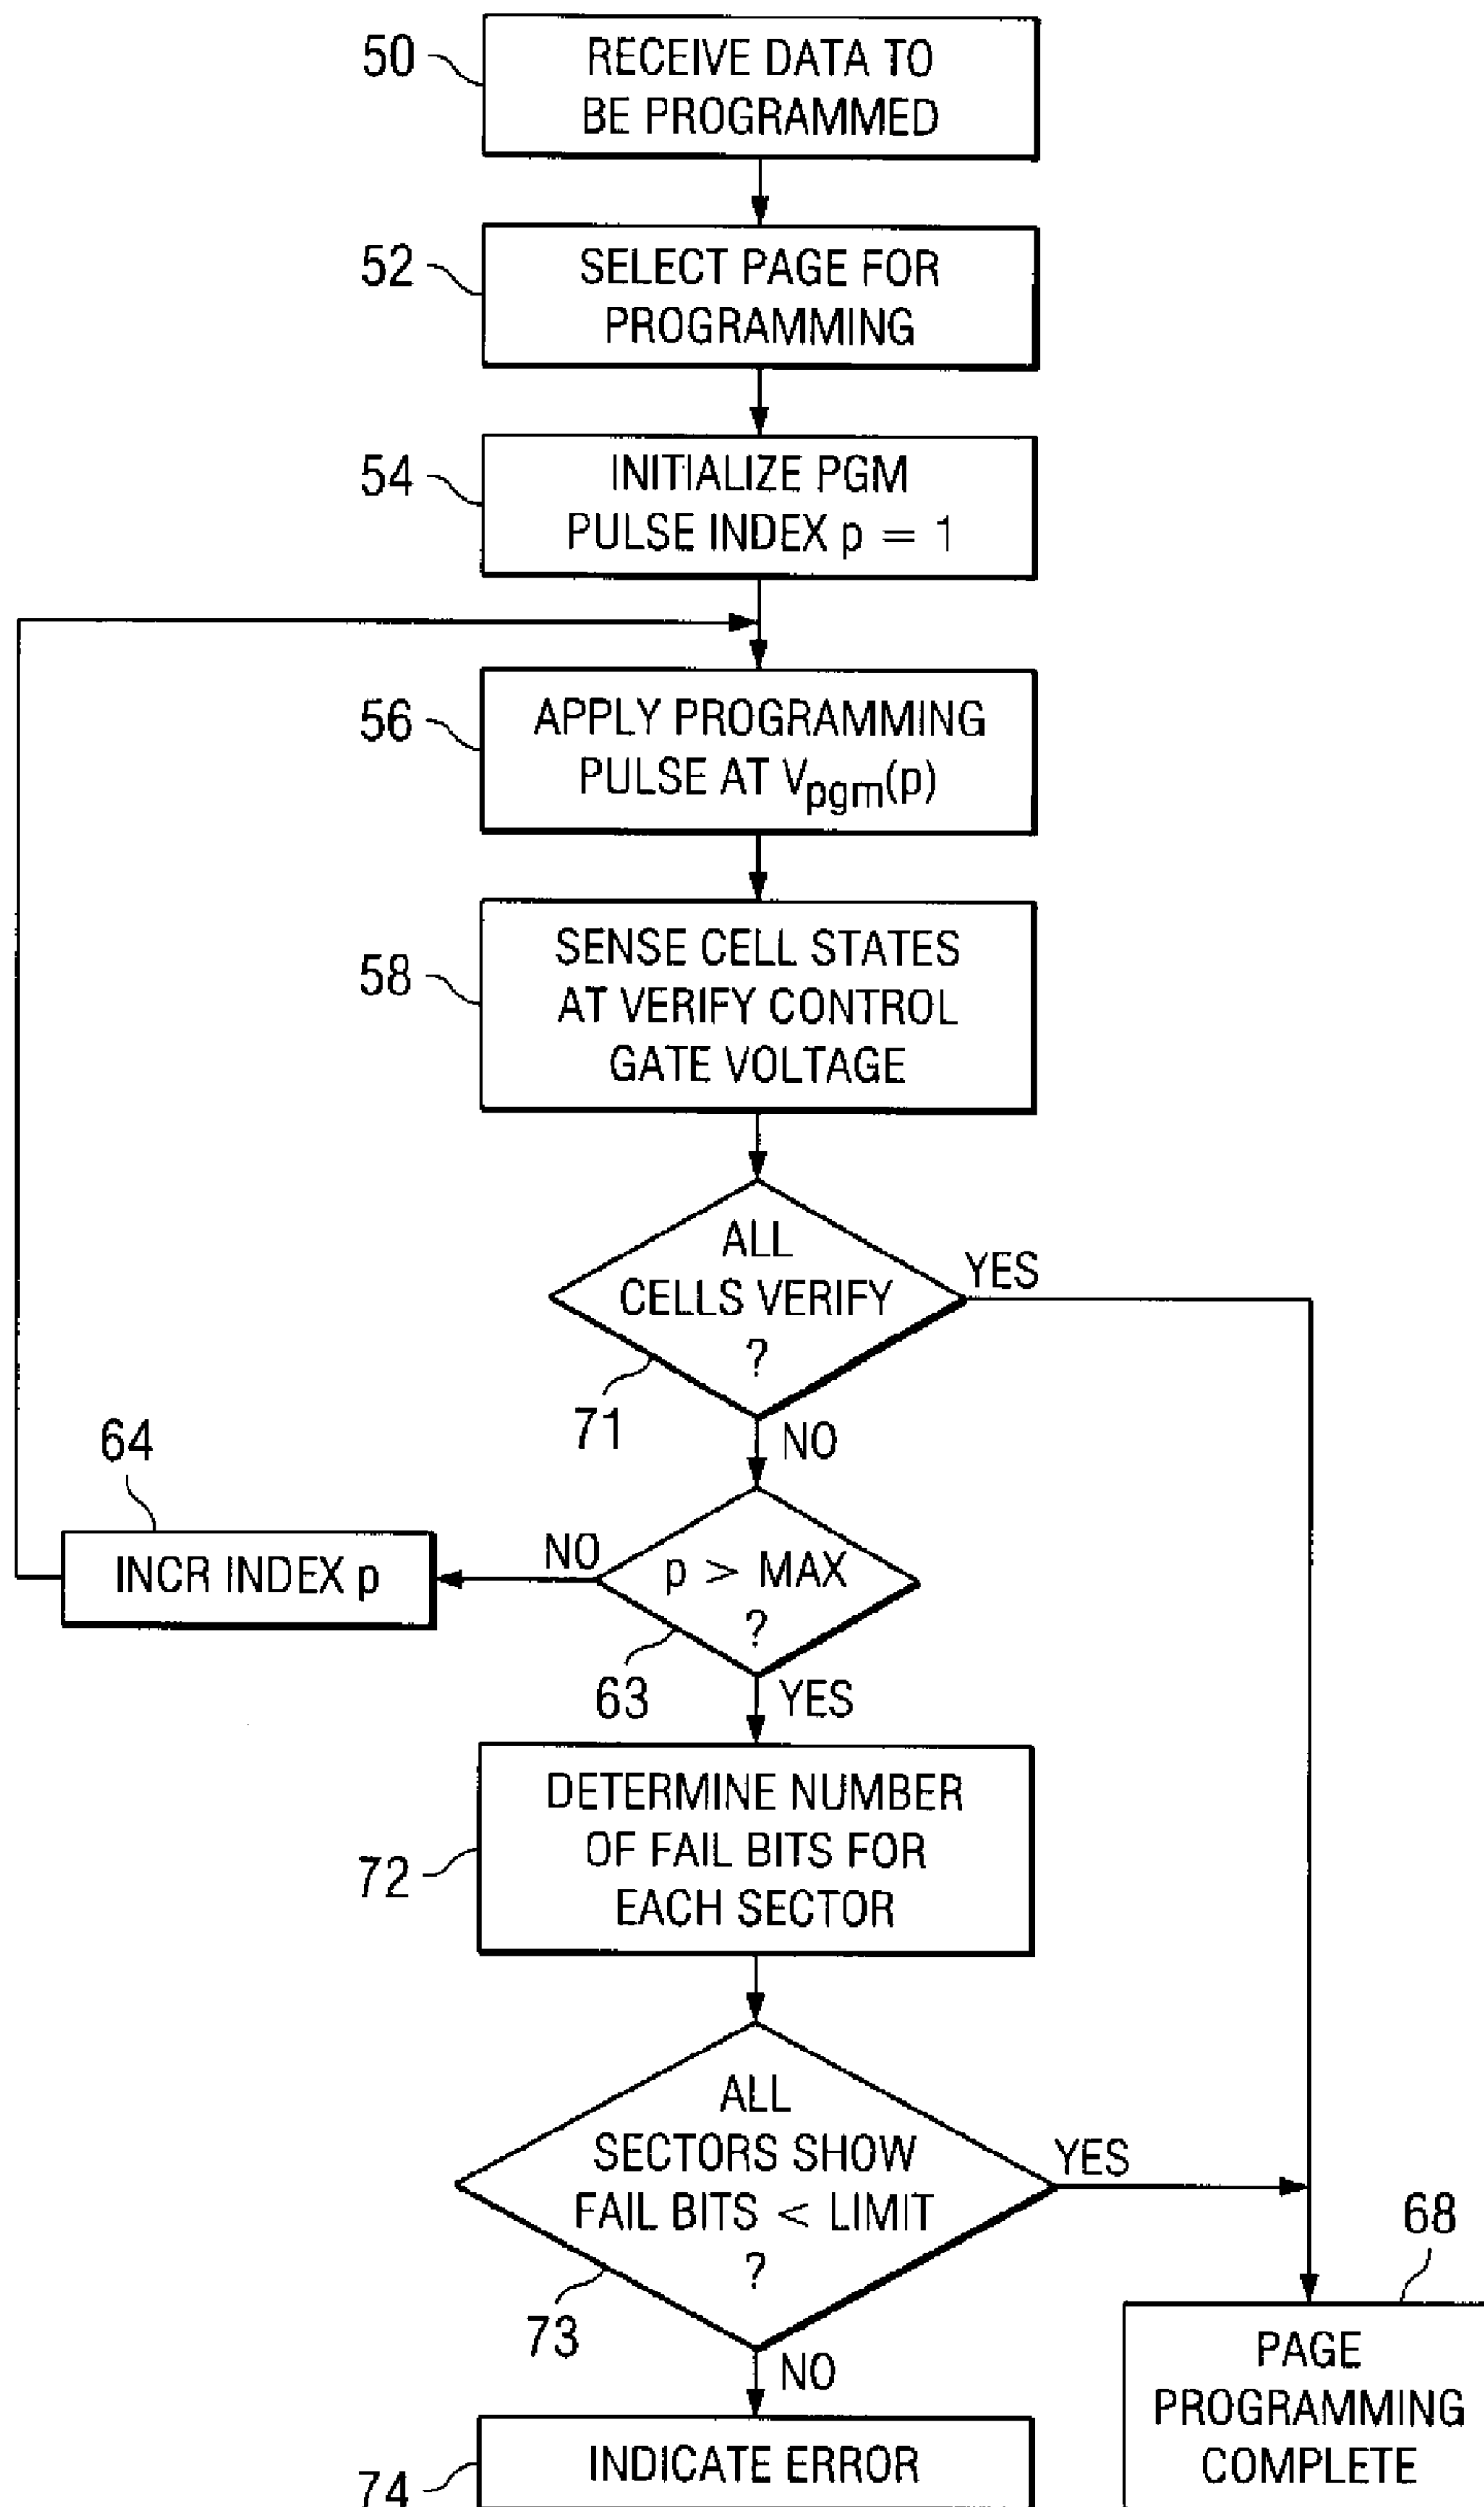 50
RECEIVE DATA TO
BE PROGRAMMED
52
SELECT PAGE FOR
PROGRAMMING
54
INITIALIZE PGM
PULSE INDEX p = 1
56
APPLY PROGRAMMING
PULSE AT Vpgm(p)
58
SENSE CELL STATES
AT VERIFY CONTROL
GATE VOLTAGE
ALL
CELLS VERIFY
?
YES
71
NO
64
INCR INDEX p
NO
p > MAX
?
63
YES
72
DETERMINE NUMBER
OF FAIL BITS FOR
EACH SECTOR
ALL
SECTORS SHOW
FAIL BITS < LIMIT
?
YES
73
NO
68
PAGE
PROGRAMMING
COMPLETE
74
INDICATE ERROR